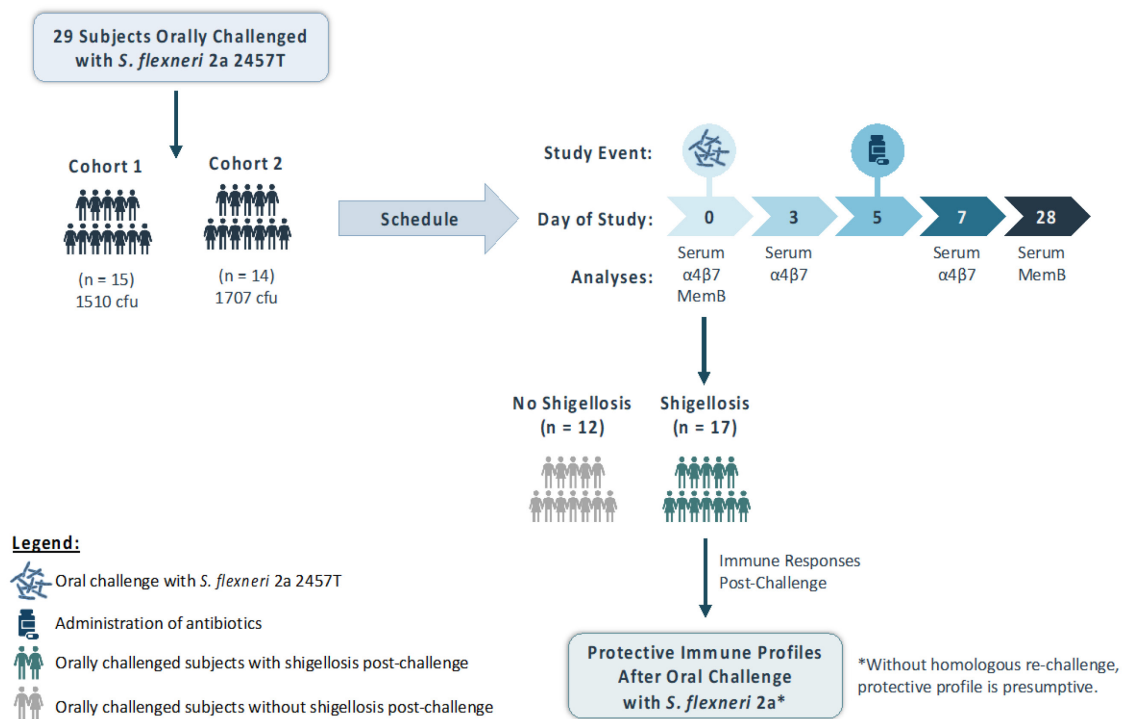 29 Subjects Orally Challenged
with S. flexneri 2a 2457T
Cohort 1
Cohort 2
(n = 15)
1510 cfu
(n = 14)
1707 cfu
Schedule
Study Event:
Day of Study:
0
3
5
7
28
Analyses:
Serum
α4β7
MemB
Serum
α4β7
Serum
α4β7
Serum
MemB
No Shigellosis
(n = 12)
Shigellosis
(n = 17)
Immune Responses
Post-Challenge
Legend:
Oral challenge with S. flexneri 2a 2457T
Administration of antibiotics
Orally challenged subjects with shigellosis post-challenge
Orally challenged subjects without shigellosis post-challenge
Protective Immune Profiles
After Oral Challenge
with S. flexneri 2a*
*Without homologous re-challenge,
protective profile is presumptive.